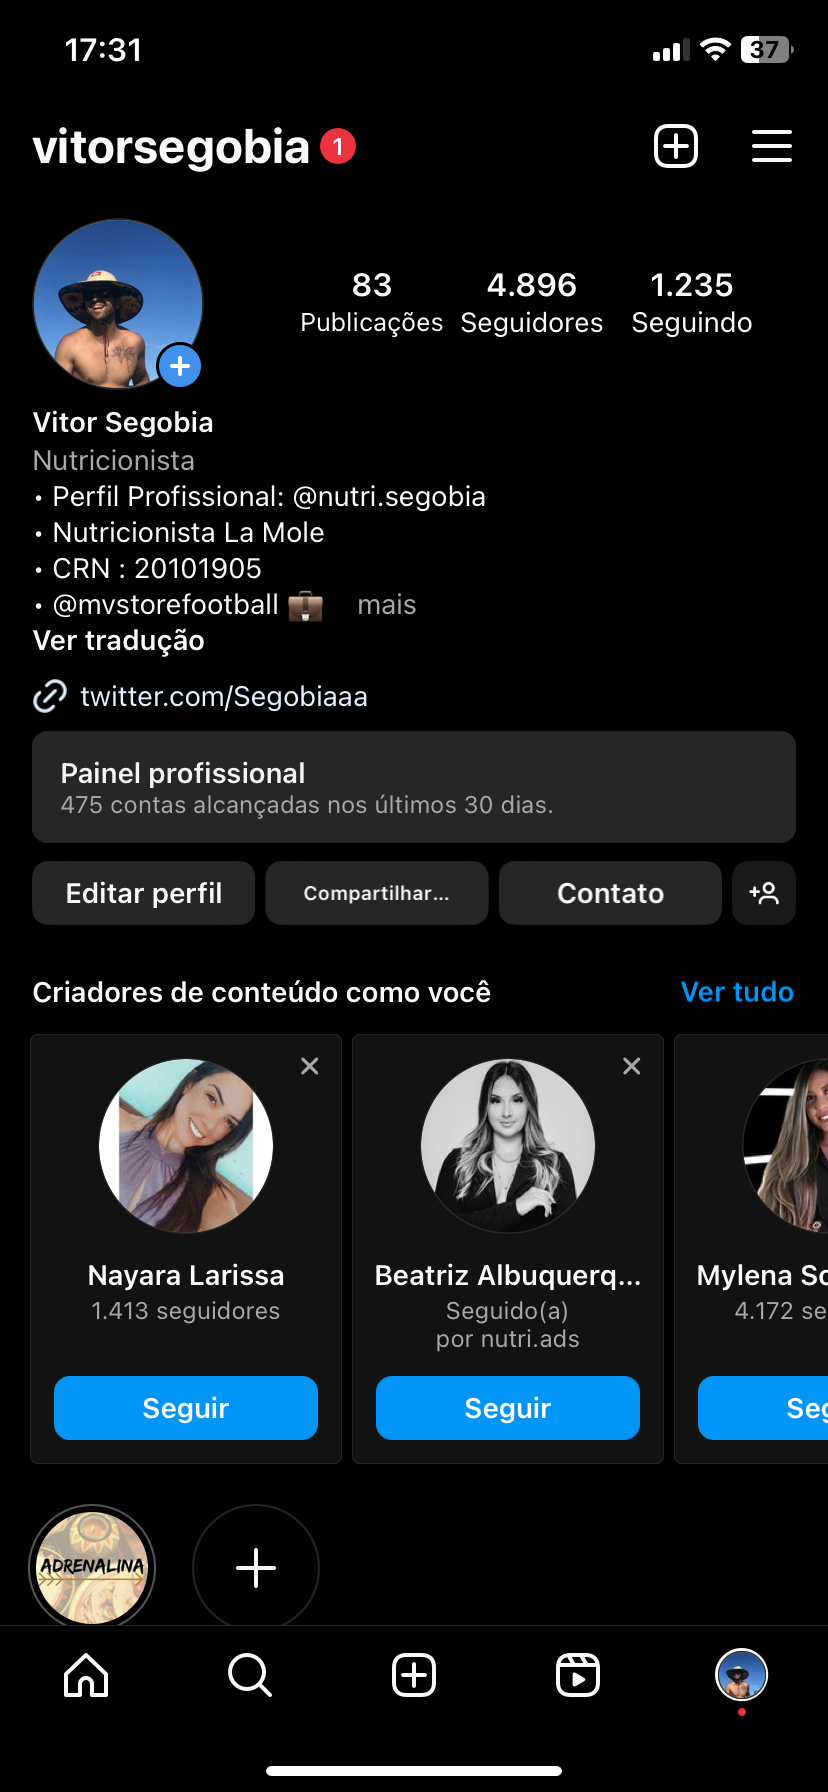 17:31
37
vitorsegobia 1
83
Publicações
4.896
Seguidores
1.235
Seguindo
Vitor Segobia
Nutricionista
• Perfil Profissional: @nutri.segobia
• Nutricionista La Mole
• CRN : 20101905
• @mvstorefootball 💼 mais
Ver tradução
twitter.com/Segobiaaa
Painel profissional
475 contas alcançadas nos últimos 30 dias.
Editar perfil
Compartilhar...
Contato
Criadores de conteúdo como você
Ver tudo
Nayara Larissa
1.413 seguidores
Seguir
Beatriz Albuquerq...
Seguido(a)
por nutri.ads
Seguir
Mylena Sc
4.172 se
Seg
ADRENALINA